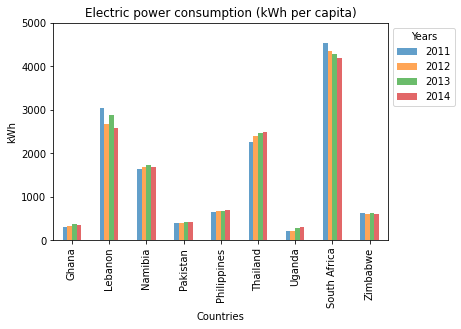 Electric power consumption (kWh per capita)
5000
4000
3000
2000
1000
0
kWh
Ghana
Lebanon
Namibia
Pakistan
Philippines
Thailand
Uganda
South Africa
Zimbabwe
Countries
Years
2011
2012
2013
2014